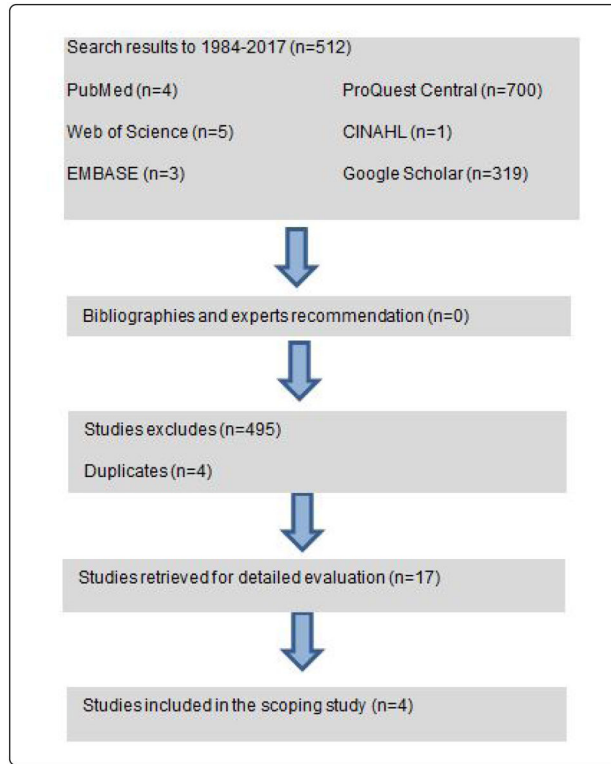 Search results to 1984-2017 (n=512)
PubMed (n=4) ProQuest Central (n=700)
Web of Science (n=5) CINAHL (n=1)
EMBASE (n=3) Google Scholar (n=319)
Bibliographies and experts recommendation (n=0)
Studies excludes (n=495)
Duplicates (n=4)
Studies retrieved for detailed evaluation (n=17)
Studies included in the scoping study (n=4)